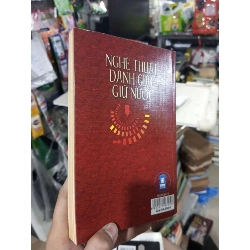 NGHỆ THUẬT
ĐÁNH GIẶC
GIỮ NƯỚC